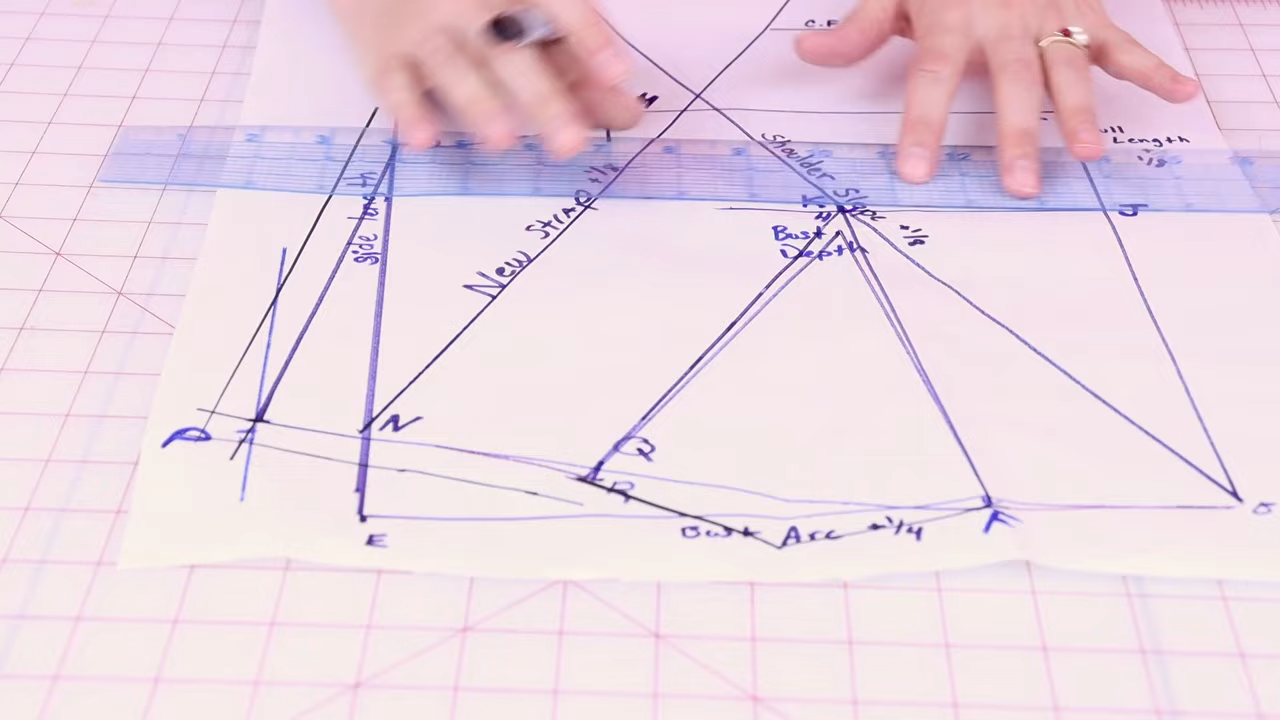 C.F
M
Full
Length
+1/8
Shoulder Slope +1/8
side length
New Strap +1/8
K
J
H
Bust
Depth
P
N
Q
R
Bust Arc +1/4
F
E